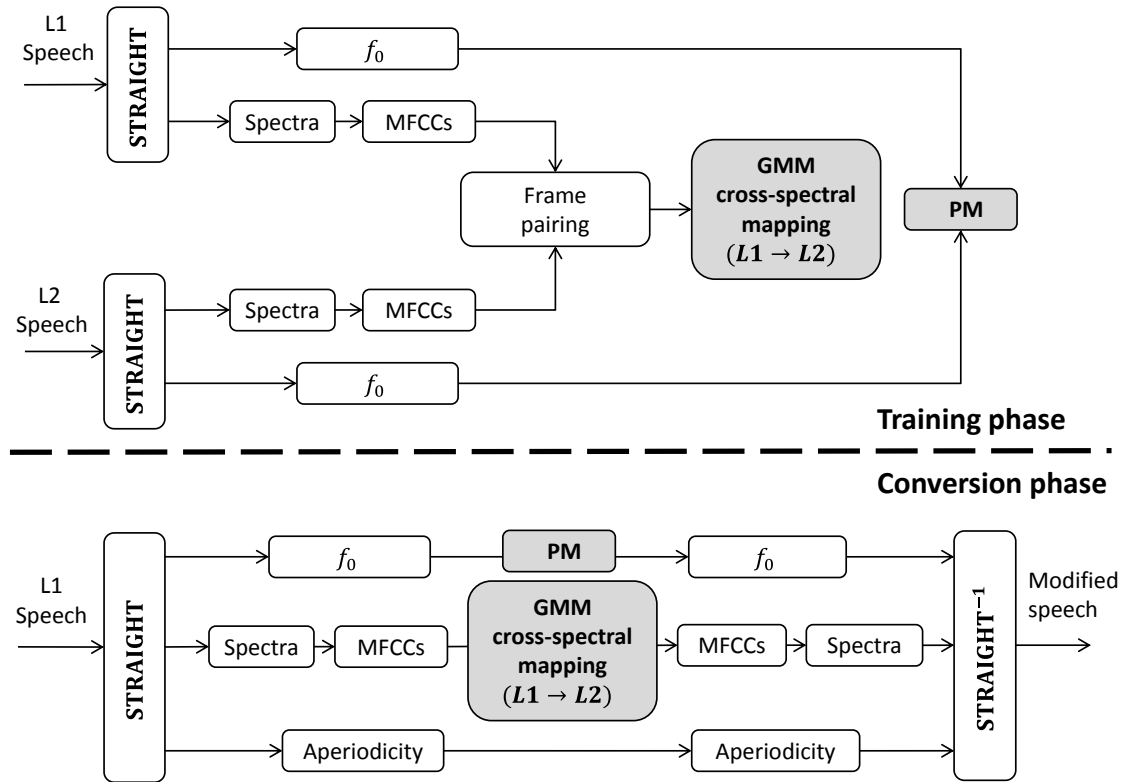 L1
Speech
STRAIGHT
f₀
Spectra
MFCCs
Frame
pairing
GMM
cross-spectral
mapping
(L1 → L2)
PM
L2
Speech
STRAIGHT
Spectra
MFCCs
f₀
Training phase
Conversion phase
L1
Speech
STRAIGHT
f₀
PM
f₀
Spectra
MFCCs
GMM
cross-spectral
mapping
(L1 → L2)
MFCCs
Spectra
Aperiodicity
Aperiodicity
STRAIGHT⁻¹
Modified
speech